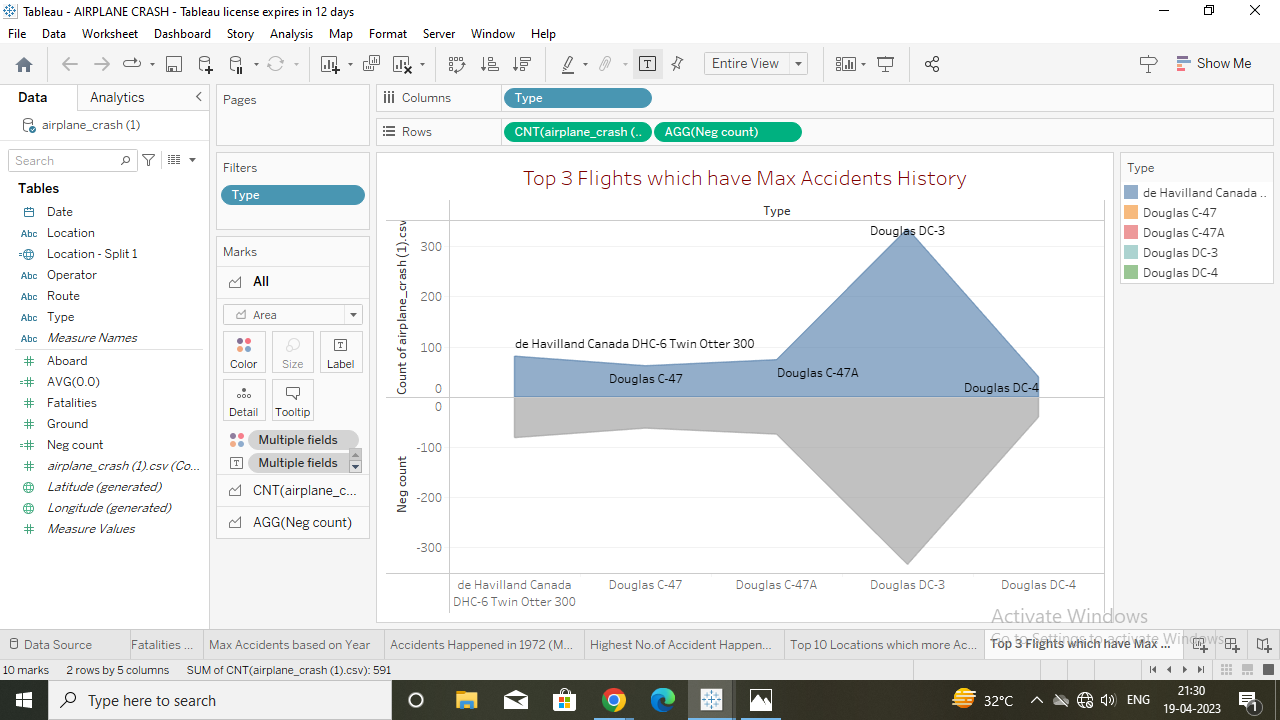 Tableau - AIRPLANE CRASH - Tableau license expires in 12 days
File Data Worksheet Dashboard Story Analysis Map Format Server Window Help
Entire View
Show Me
Data Analytics
airplane_crash (1)
Search
Tables
Date
Abc Location
Location - Split 1
Abc Operator
Abc Route
Abc Type
Abc Measure Names
Aboard
AVG(0.0)
Fatalities
Ground
Neg count
airplane_crash (1).csv (Co...
Latitude (generated)
Longitude (generated)
Measure Values
Pages
Filters
Type
Marks
All
Area
Color Size Label
Detail Tooltip
Multiple fields
Multiple fields
CNT(airplane_c...
AGG(Neg count)
Columns Type
Rows CNT(airplane_crash (.. AGG(Neg count)
Top 3 Flights which have Max Accidents History
Type
Count of airplane_crash (1).csv
300
200
100
0
Douglas DC-3
de Havilland Canada DHC-6 Twin Otter 300
Douglas C-47
Douglas C-47A
Douglas DC-4
Neg count
0
-100
-200
-300
de Havilland Canada
DHC-6 Twin Otter 300
Douglas C-47
Douglas C-47A
Douglas DC-3
Douglas DC-4
Type
de Havilland Canada ..
Douglas C-47
Douglas C-47A
Douglas DC-3
Douglas DC-4
Activate Windows
Go to Settings to activate Windows.
Data Source Fatalities ... Max Accidents based on Year Accidents Happened in 1972 (M... Highest No.of Accident Happen... Top 10 Locations which more Ac... Top 3 Flights which have Max ...
10 marks 2 rows by 5 columns SUM of CNT(airplane_crash (1).csv): 591
Type here to search
32°C
ENG
21:30
19-04-2023
1